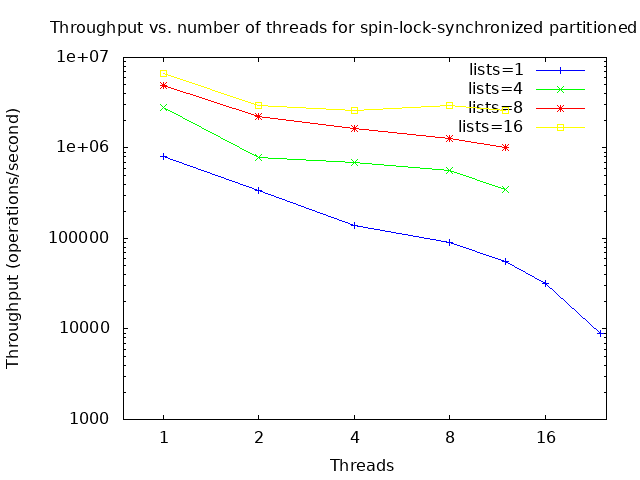 Throughput vs. number of threads for spin-lock-synchronized partitioned
1e+07
1e+06
100000
10000
1000
Throughput (operations/second)
lists=1
lists=4
lists=8
lists=16
1 2 4 8 16
Threads